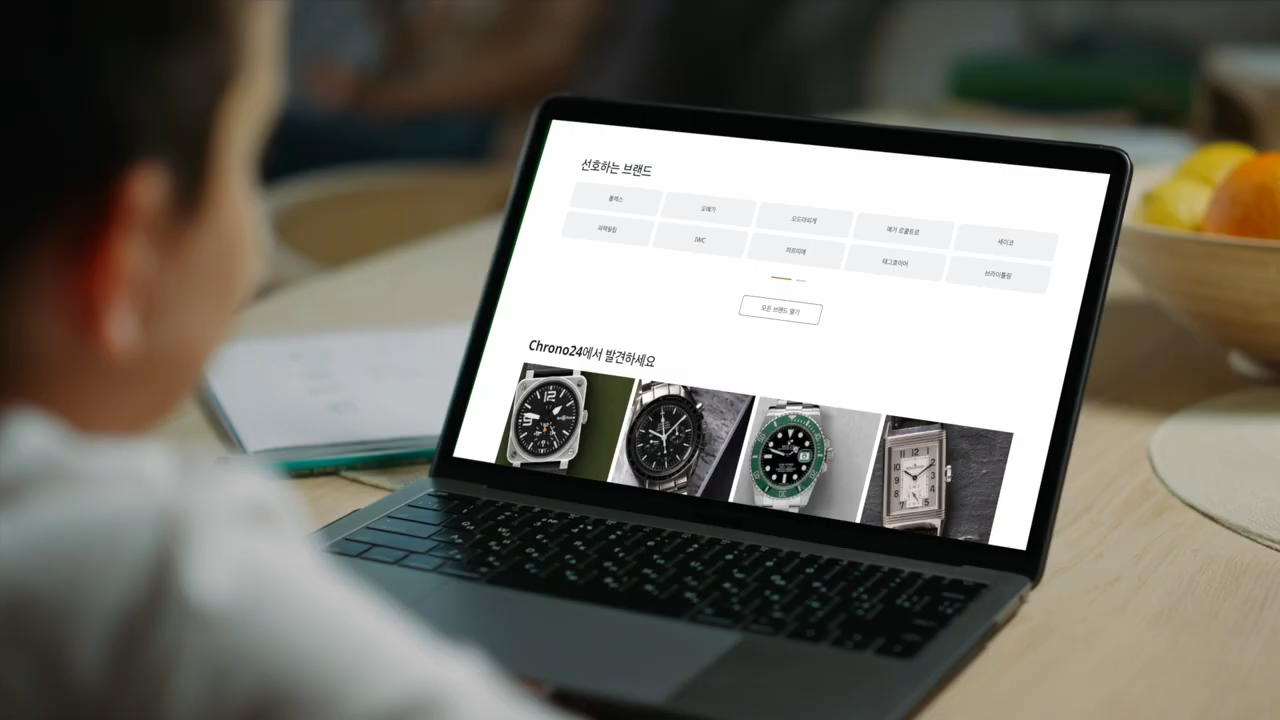 선호하는 브랜드
롤렉스
오메가
오드마피게
예거 르쿨트르
세이코
파텍필립
IWC
까르띠에
태그호이어
브라이틀링
모든 브랜드 열기
Chrono24에서 발견하세요